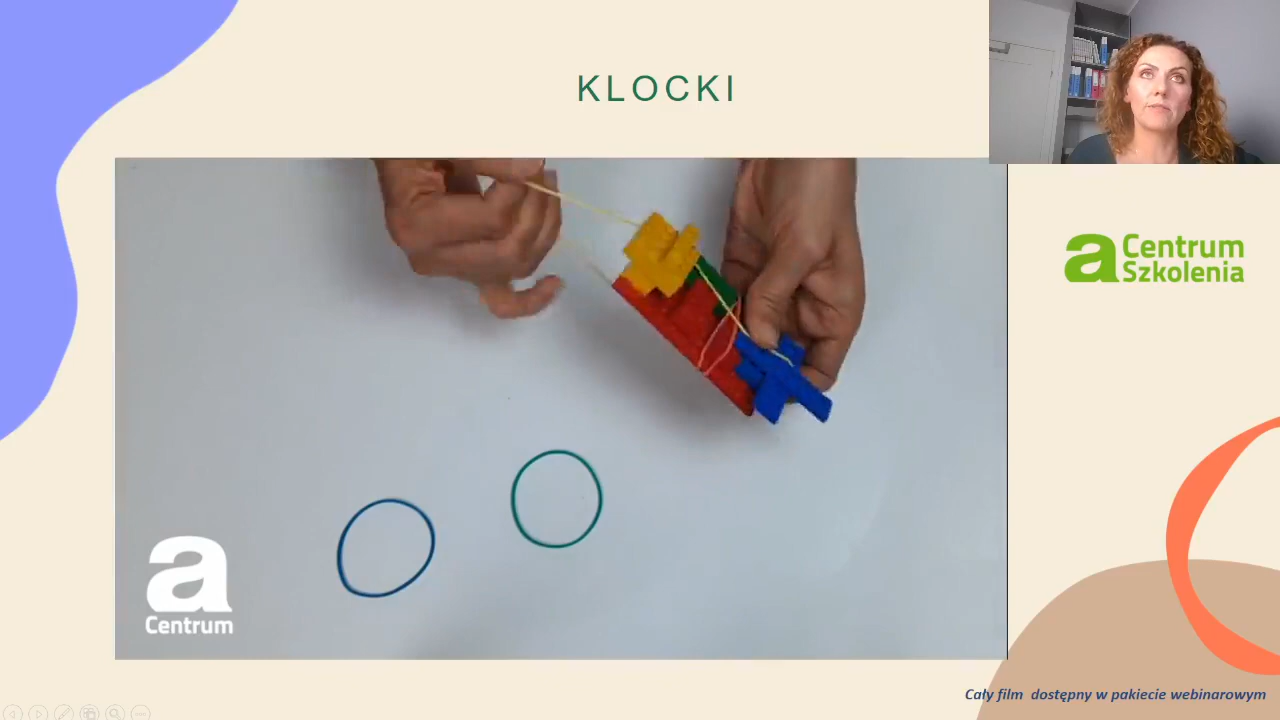 KLOCKI
a Centrum
Szkolenia
a
Centrum
Cały film dostępny w pakiecie webinarowym